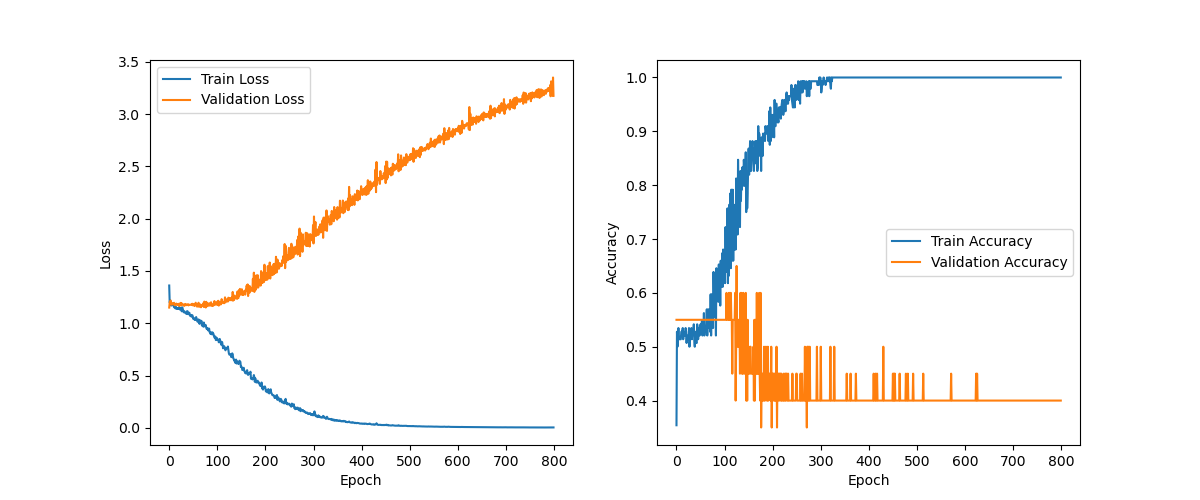 3.5
3.0
2.5
2.0
1.5
1.0
0.5
0.0
Loss
Train Loss
Validation Loss
0 100 200 300 400 500 600 700 800
Epoch
1.0
0.9
0.8
0.7
0.6
0.5
0.4
Accuracy
Train Accuracy
Validation Accuracy
0 100 200 300 400 500 600 700 800
Epoch